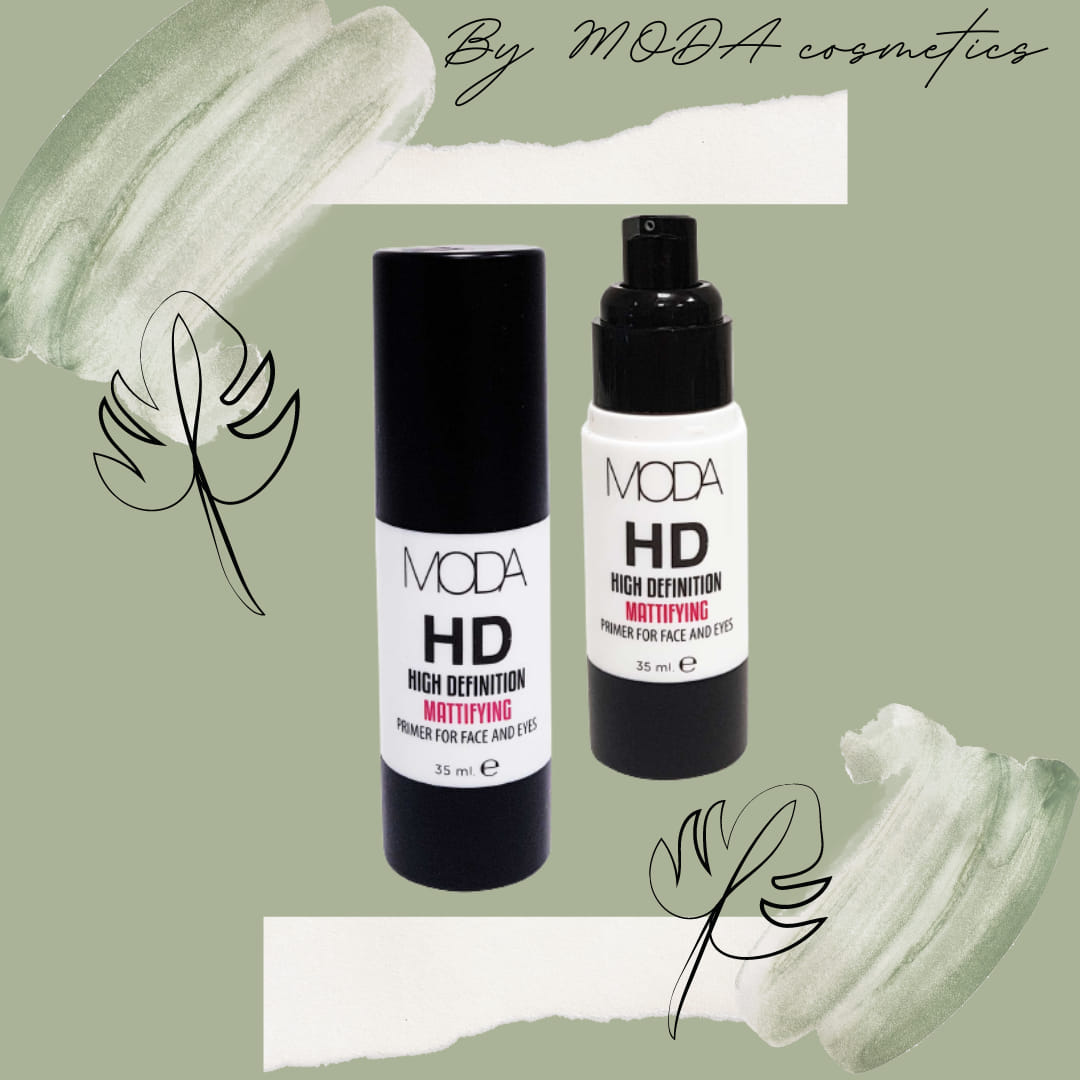 By MODA cosmetics
MODA
HD
HIGH DEFINITION
MATTIFYING
PRIMER FOR FACE AND EYES
35 ml. e
MODA
HD
HIGH DEFINITION
MATTIFYING
PRIMER FOR FACE AND EYES
35 ml. e